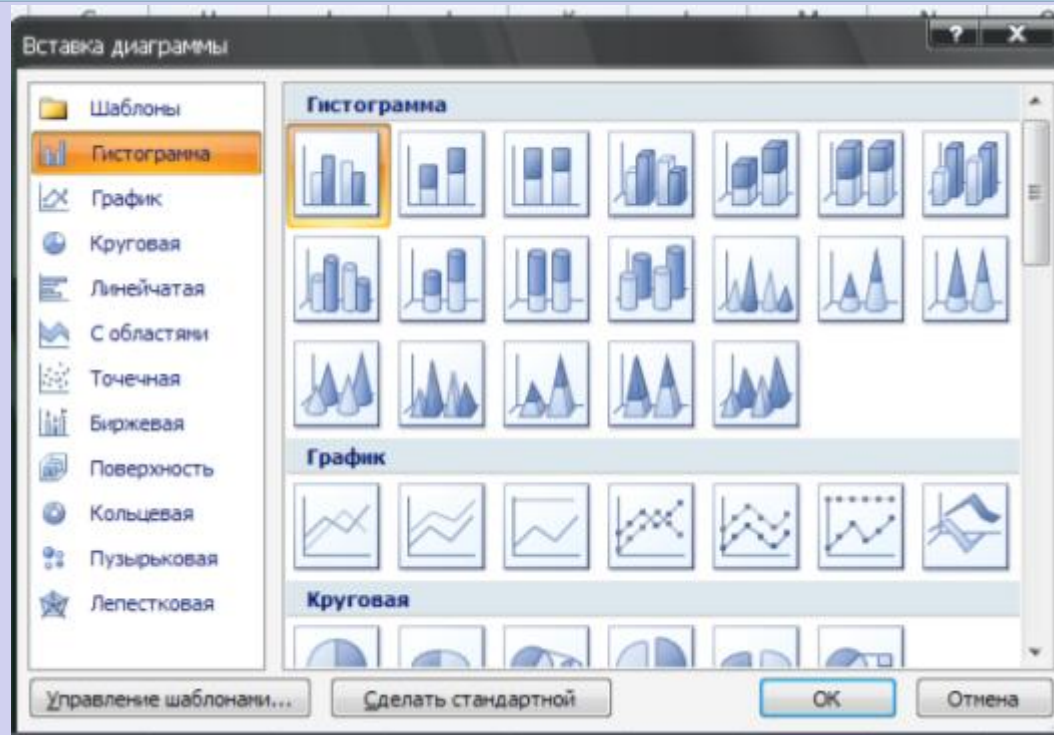 Вставка диаграммы
Шаблоны
Гистограмма
График
Круговая
Линейчатая
С областями
Точечная
Биржевая
Поверхность
Кольцевая
Пузырьковая
Лепестковая
Гистограмма
График
Круговая
Управление шаблонами...
Сделать стандартной
ОК
Отмена